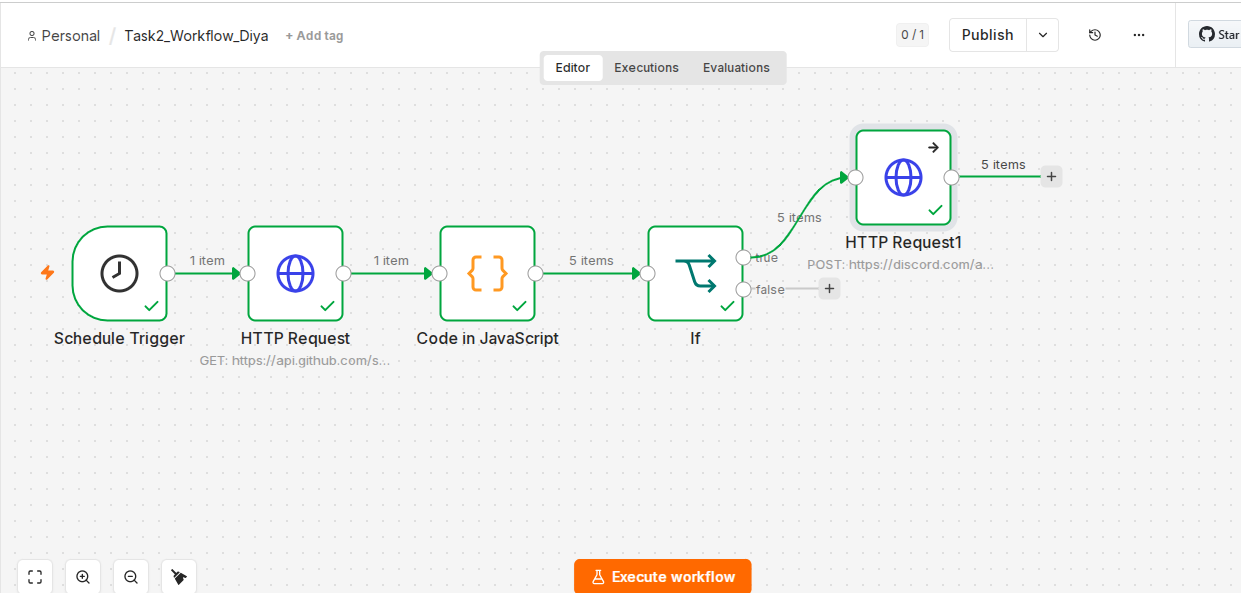 Personal / Task2_Workflow_Diya + Add tag
0 / 1
Publish
Star
Editor Executions Evaluations
5 items
HTTP Request1
POST: https://discord.com/a...
5 items
true
false
1 item
1 item
5 items
Schedule Trigger
HTTP Request
GET: https://api.github.com/s...
Code in JavaScript
If
Execute workflow